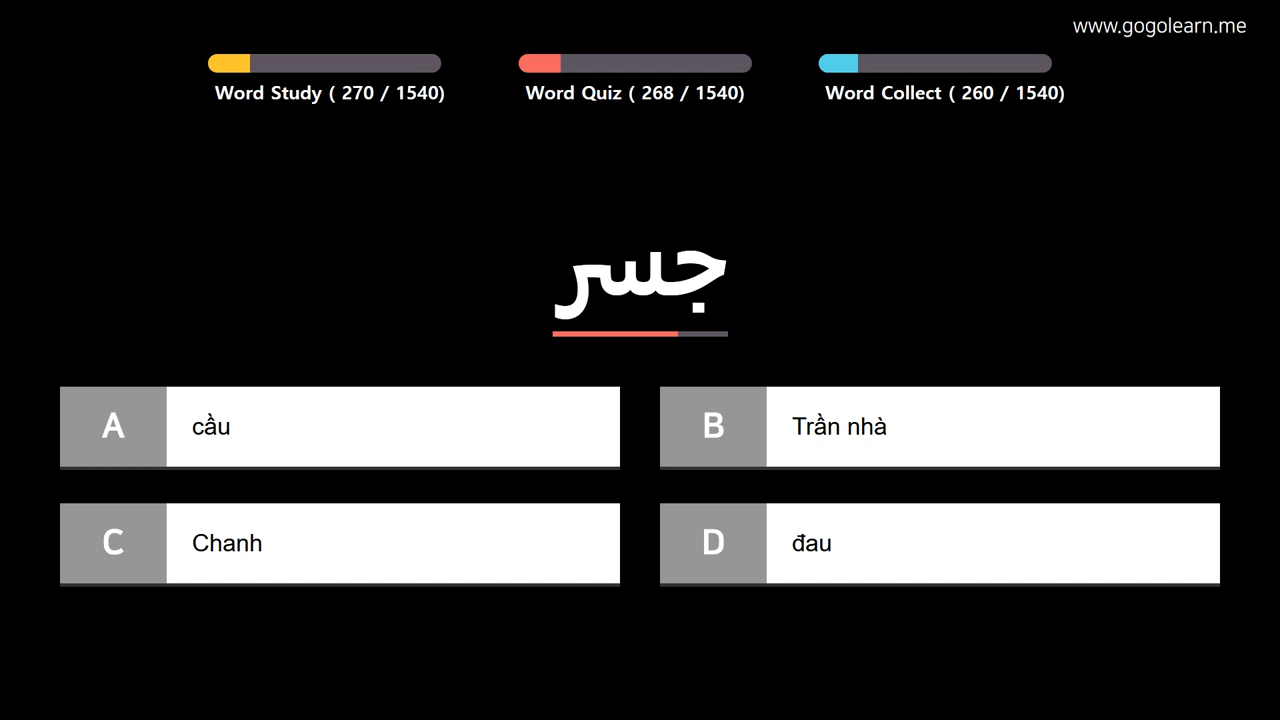 www.gogolearn.me
Word Study ( 270 / 1540)
Word Quiz ( 268 / 1540)
Word Collect ( 260 / 1540)
جسر
A cầu
B Trần nhà
C Chanh
D đau